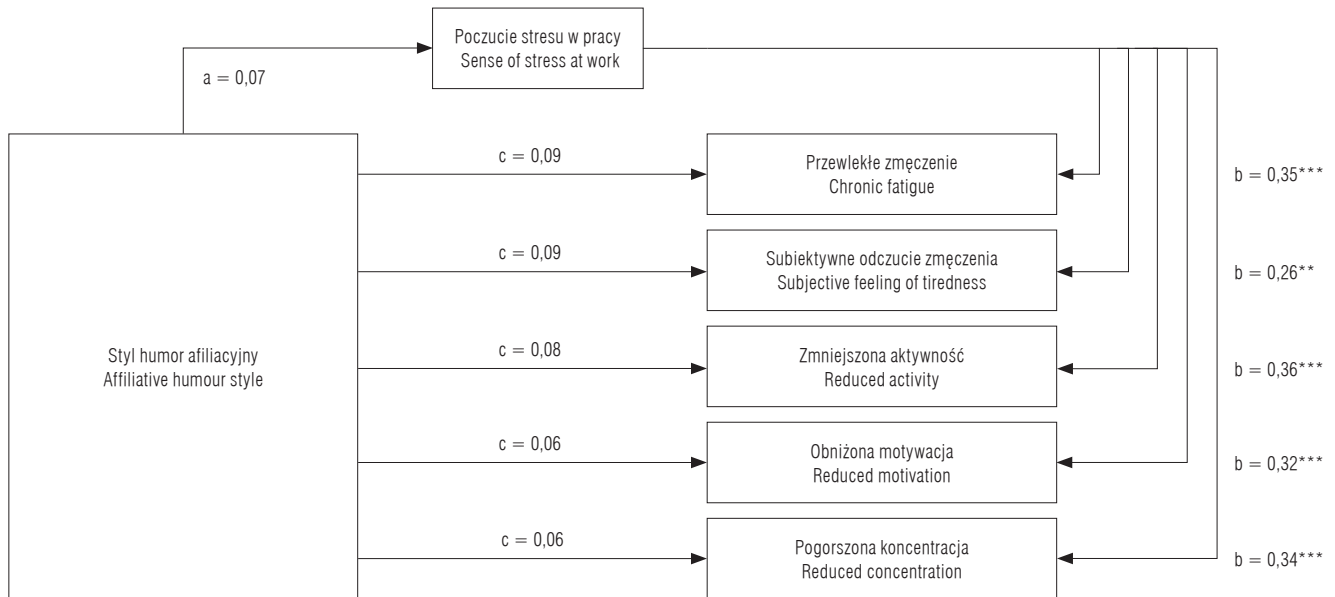 Poczucie stresu w pracy
Sense of stress at work
a = 0,07
c = 0,09
Przewlekłe zmęczenie
Chronic fatigue
b = 0,35***
c = 0,09
Subiektywne odczucie zmęczenia
Subjective feeling of tiredness
b = 0,26**
Styl humor afiliacyjny
Affiliative humour style
c = 0,08
Zmniejszona aktywność
Reduced activity
b = 0,36***
c = 0,06
Obniżona motywacja
Reduced motivation
b = 0,32***
c = 0,06
Pogorszona koncentracja
Reduced concentration
b = 0,34***